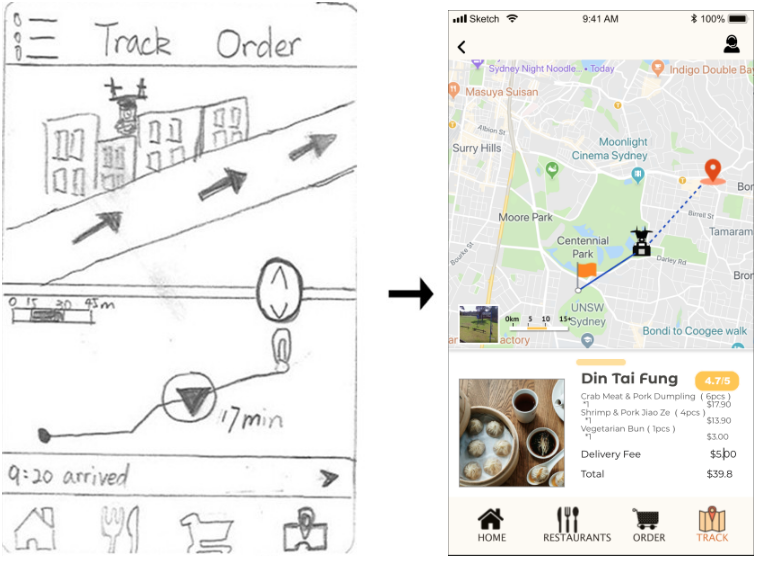 Track Order
0 15 30 45m
17min
9:20 arrived
Sketch 9:41 AM 100%
Sydney Night Noodle... • Today
Indigo Double Bay
Masuya Suisan
Albion St
Surry Hills
Moonlight
Cinema Sydney
Bor
Birrell St
Moore Park
Tamaram
Centennial
Park
Darley Rd
Bourke St
Bron
UNSW
Sydney
0km 5 10 15+
Bondi to Coogee walk
actory
Din Tai Fung 4.7/5
Crab Meat & Pork Dumpling ( 6pcs )
*1 $17.90
Shrimp & Pork Jiao Ze ( 4pcs )
*1 $13.90
Vegetarian Bun ( 1pcs )
*1 $3.00
Delivery Fee $5.00
Total $39.8
HOME RESTAURANTS ORDER TRACK